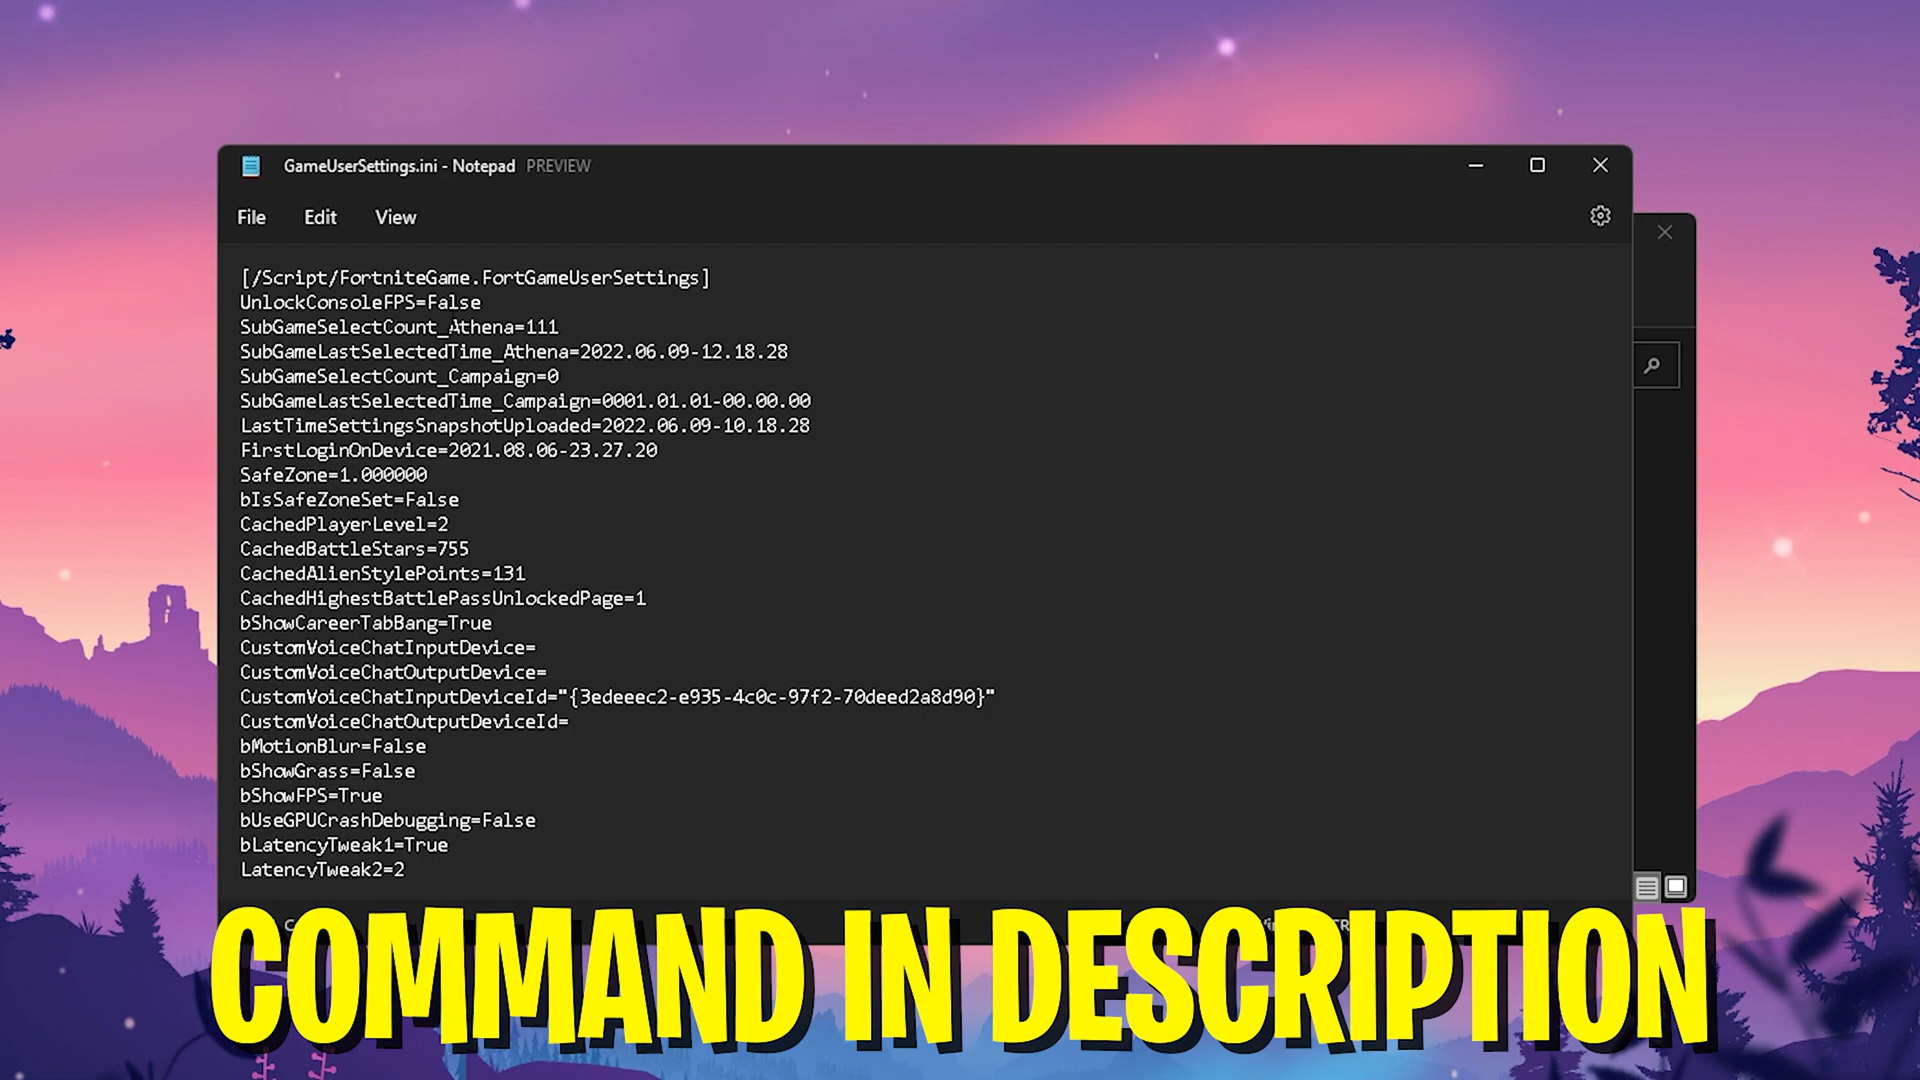 GameUserSettings.ini - Notepad PREVIEW
File Edit View
[/Script/FortniteGame.FortGameUserSettings]
UnlockConsoleFPS=False
SubGameSelectCount_Athena=111
SubGameLastSelectedTime_Athena=2022.06.09-12.18.28
SubGameSelectCount_Campaign=0
SubGameLastSelectedTime_Campaign=0001.01.01-00.00.00
LastTimeSettingsSnapshotUploaded=2022.06.09-10.18.28
FirstLoginOnDevice=2021.08.06-23.27.20
SafeZone=1.000000
bIsSafeZoneSet=False
CachedPlayerLevel=2
CachedBattleStars=755
CachedAlienStylePoints=131
CachedHighestBattlePassUnlockedPage=1
bShowCareerTabBang=True
CustomVoiceChatInputDevice=
CustomVoiceChatOutputDevice=
CustomVoiceChatInputDeviceId="{3edeeec2-e935-4c0c-97f2-70deed2a8d90}"
CustomVoiceChatOutputDeviceId=
bMotionBlur=False
bShowGrass=False
bShowFPS=True
bUseGPUCrashDebugging=False
bLatencyTweak1=True
LatencyTweak2=2
COMMAND IN DESCRIPTION